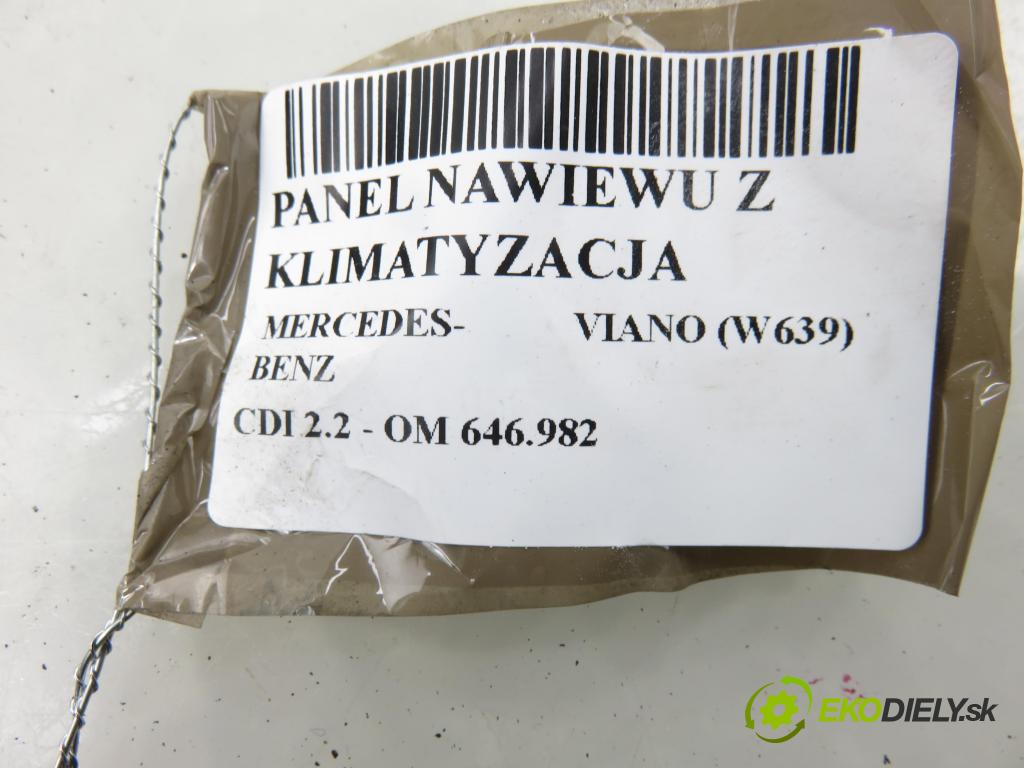 PANEL NAWIEWU Z
KLIMATYZACJA
MERCEDES- VIANO (W639)
BENZ
CDI 2.2 - OM 646.982
EKODIELY.sk